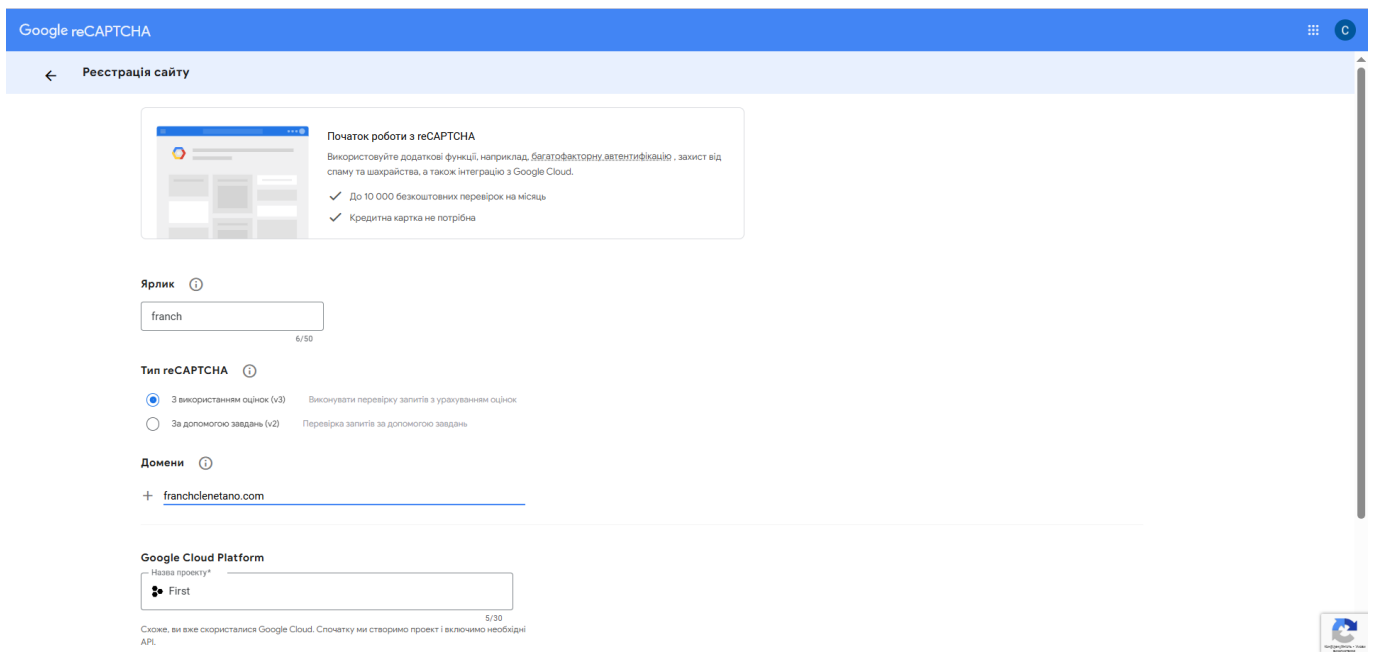 Google reCAPTCHA
C
Реєстрація сайту
Початок роботи з reCAPTCHA
Використовуйте додаткові функції, наприклад, багатофакторну автентифікацію , захист від
спаму та шахрайства, а також інтеграцію з Google Cloud.
До 10 000 безкоштовних перевірок на місяць
Кредитна картка не потрібна
Ярлик
franch
6/50
Тип reCAPTCHA
З використанням оцінок (v3) Виконувати перевірку запитів з урахуванням оцінок
За допомогою завдань (v2) Перевірка запитів за допомогою завдань
Домени
franchclenetano.com
Google Cloud Platform
Назва проекту*
First
5/30
Схоже, ви вже скористалися Google Cloud. Спочатку ми створимо проект і включимо необхідні
API.